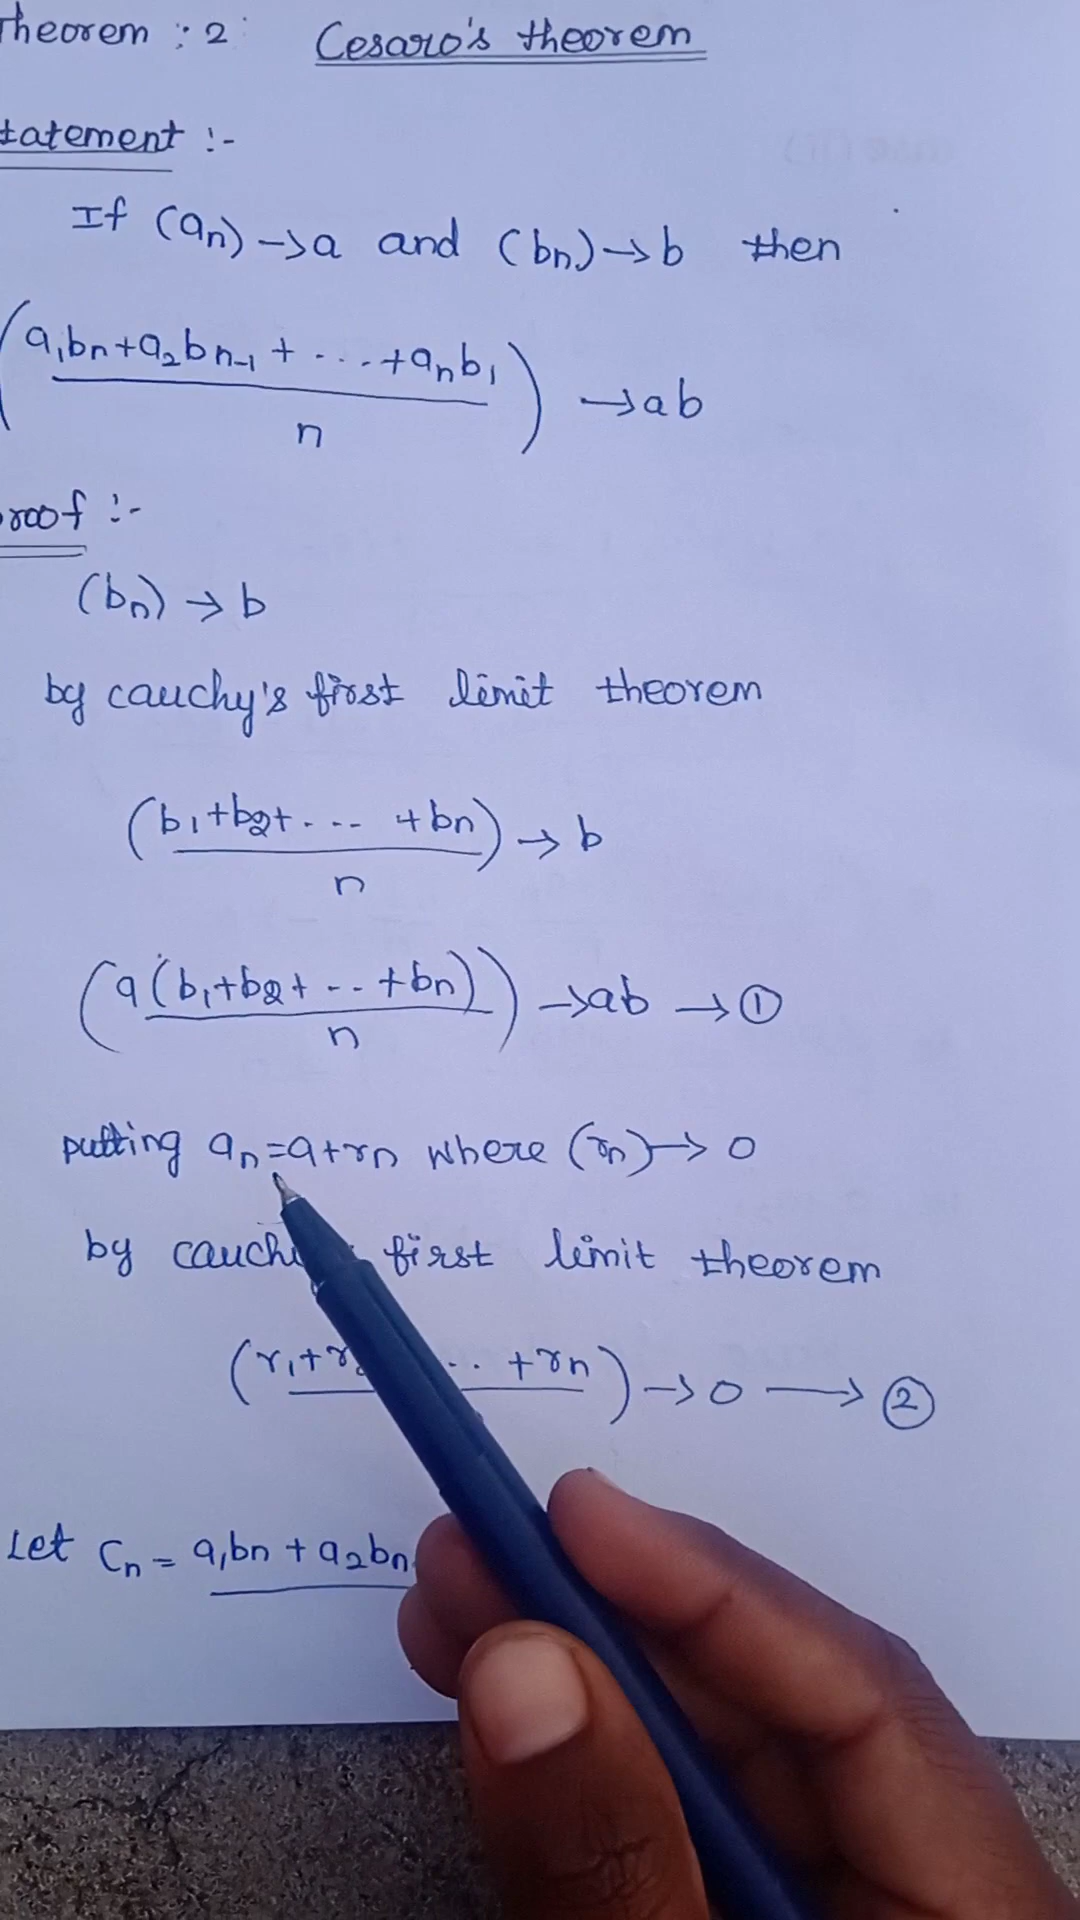 heorem : 2 Cesaro's theorem
tatement :-
If (an) → a and (bn) → b then
(a1bn + a2bn-1 + ... + anb1
n) → ab
roof :-
(bn) → b
by cauchy's first limit theorem
(b1 + b2 + ... + bn
n) → b
(a(b1 + b2 + .. + bn)
n) → ab → ①
putting an = a + rn where (rn) → 0
by first limit theorem
(r1 + .. + rn) → 0 → ②
Let Cn = a1bn + a2bn